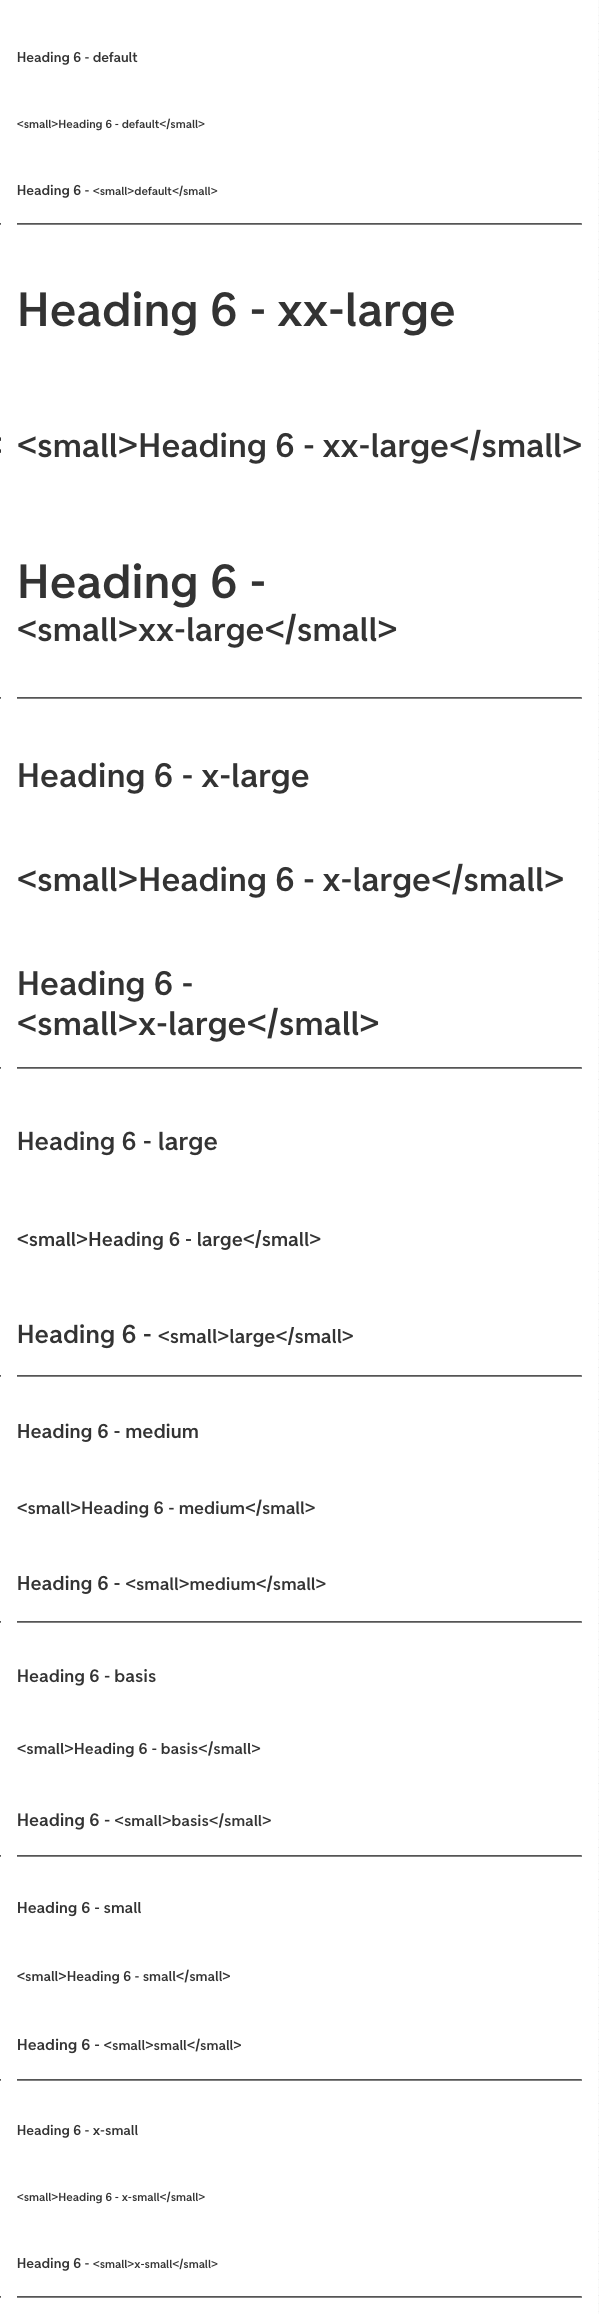 Heading 6 - default
<small>Heading 6 - default</small>
Heading 6 - <small>default</small>
Heading 6 - xx-large
<small>Heading 6 - xx-large</small>
Heading 6 -
<small>xx-large</small>
Heading 6 - x-large
<small>Heading 6 - x-large</small>
Heading 6 -
<small>x-large</small>
Heading 6 - large
<small>Heading 6 - large</small>
Heading 6 - <small>large</small>
Heading 6 - medium
<small>Heading 6 - medium</small>
Heading 6 - <small>medium</small>
Heading 6 - basis
<small>Heading 6 - basis</small>
Heading 6 - <small>basis</small>
Heading 6 - small
<small>Heading 6 - small</small>
Heading 6 - <small>small</small>
Heading 6 - x-small
<small>Heading 6 - x-small</small>
Heading 6 - <small>x-small</small>